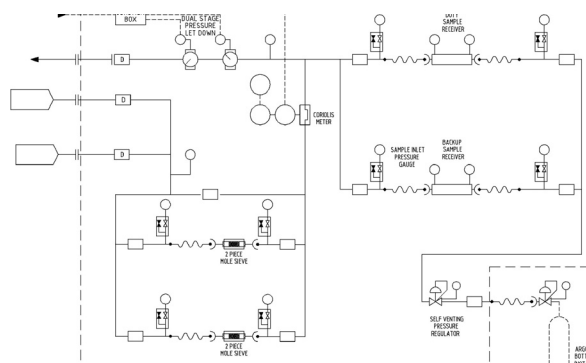 BOX
DUAL STAGE
PRESSURE
LET DOWN
DUTY
SAMPLE
RECEIVER
D
D
CORIOLIS
METER
D
SAMPLE INLET
PRESSURE
GAUGE
BACKUP
SAMPLE
RECEIVER
2 PIECE
MOLE SIEVE
SELF VENTING
PRESSURE
REGULATOR
2 PIECE
MOLE SIEVE